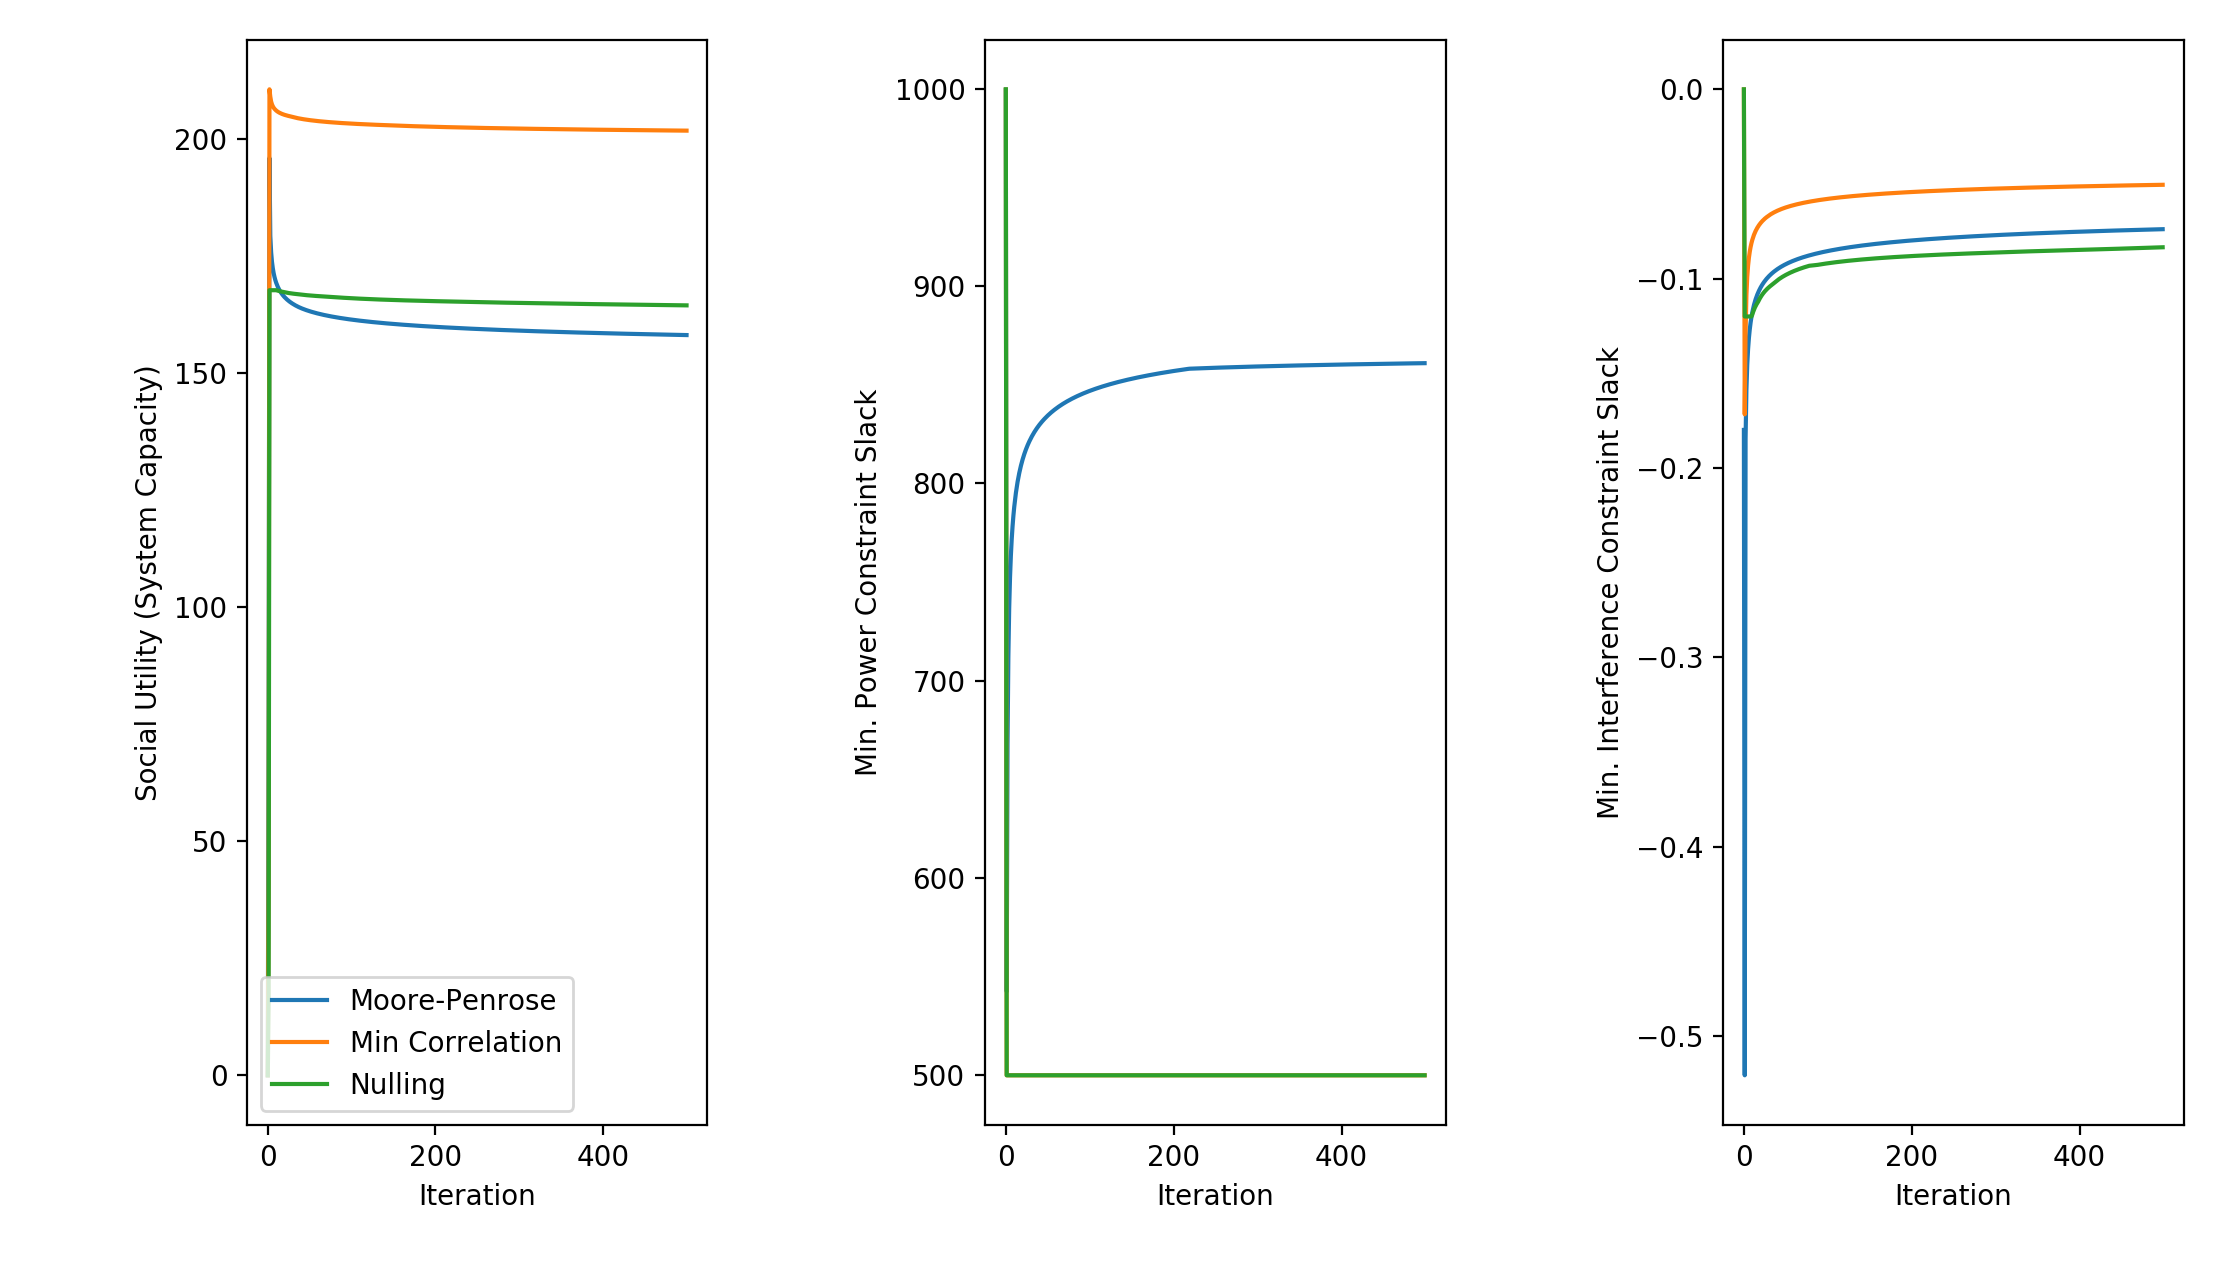 Social Utility (System Capacity)
200
150
100
50
0
Moore-Penrose
Min Correlation
Nulling
0 200 400
Iteration
Min. Power Constraint Slack
1000
900
800
700
600
500
0 200 400
Iteration
Min. Interference Constraint Slack
0.0
−0.1
−0.2
−0.3
−0.4
−0.5
0 200 400
Iteration